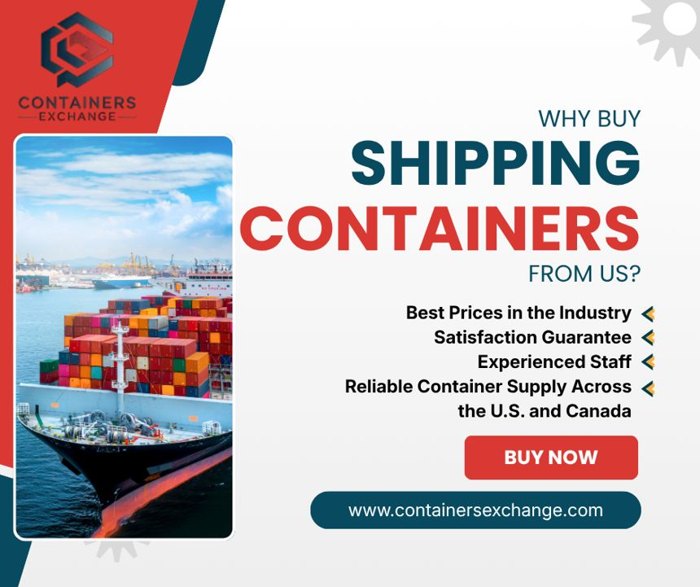 CONTAINERS
EXCHANGE
WHY BUY
SHIPPING
CONTAINERS
FROM US?
Best Prices in the Industry
Satisfaction Guarantee
Experienced Staff
Reliable Container Supply Across
the U.S. and Canada
BUY NOW
www.containersexchange.com